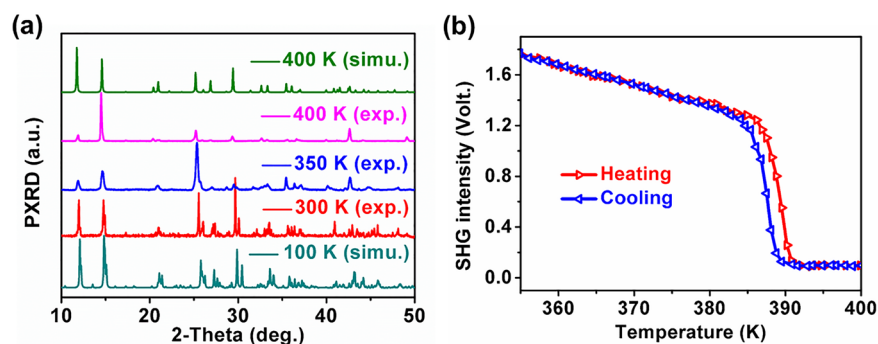 (a)
400 K (simu.)
400 K (exp.)
350 K (exp.)
300 K (exp.)
100 K (simu.)
PXRD (a.u.)
10 20 30 40 50
2-Theta (deg.)
(b)
1.8
1.2
0.6
0.0
SHG intensity (Volt.)
Heating
Cooling
360 370 380 390 400
Temperature (K)